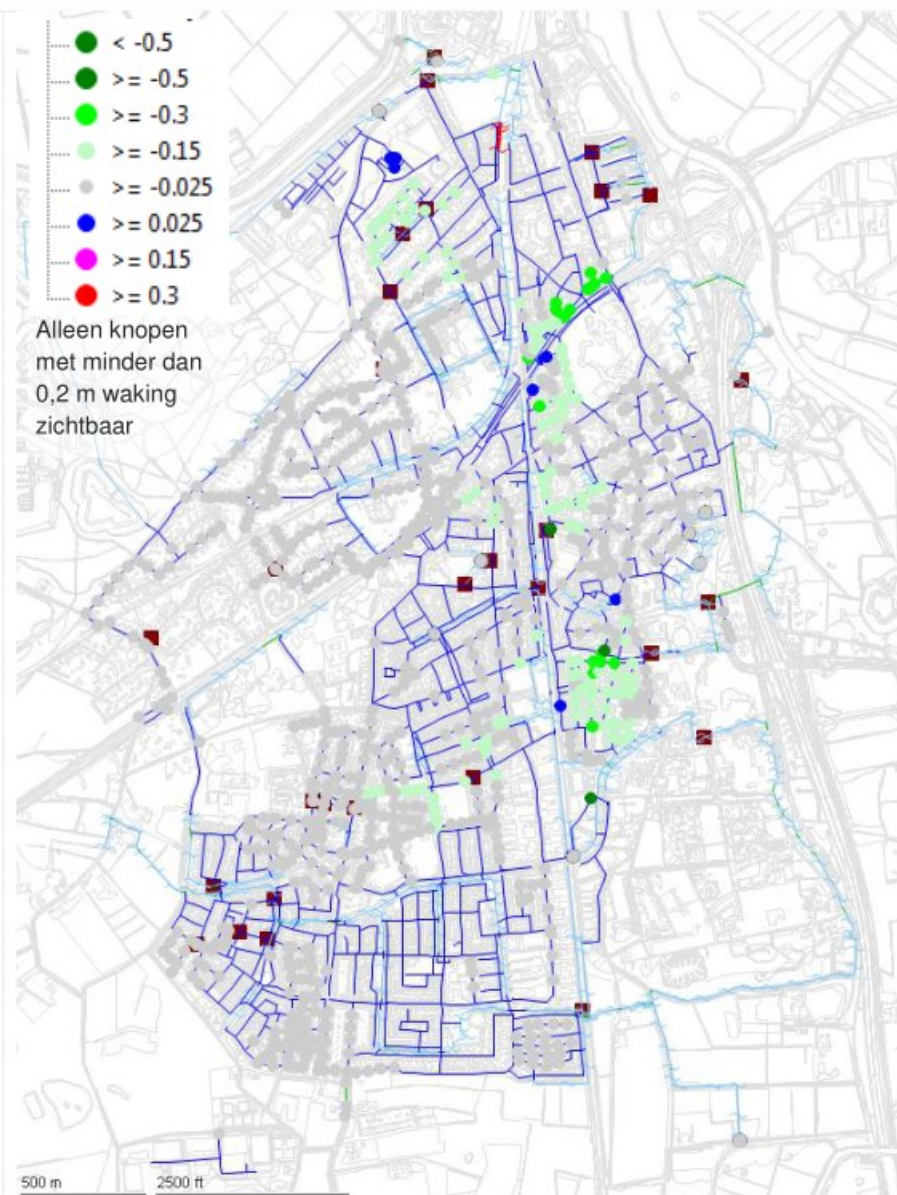 < -0.5
>= -0.5
>= -0.3
>= -0.15
>= -0.025
>= 0.025
>= 0.15
>= 0.3
Alleen knopen
met minder dan
0,2 m waking
zichtbaar
500 m
2500 ft